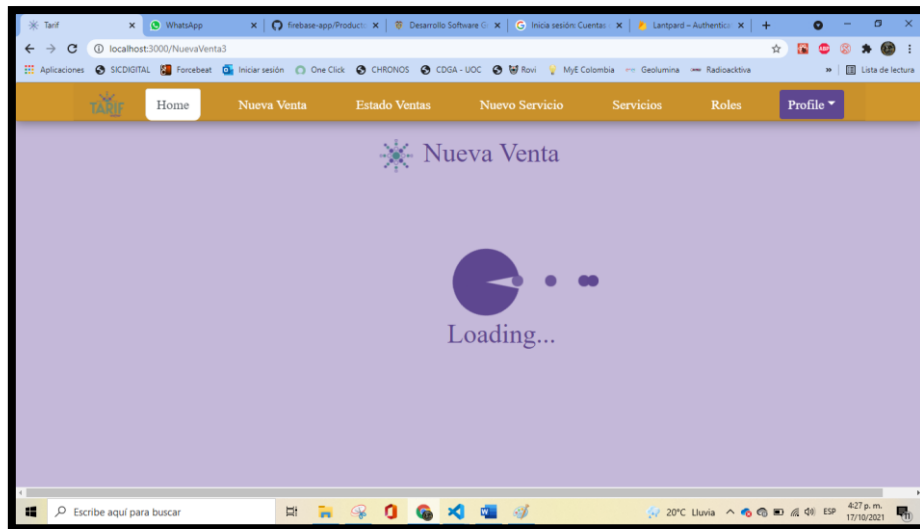 Tarif
WhatsApp
firebase-app/Product
Desarrollo Software G
Inicia sesión: Cuentas
Lantpard – Authentica
localhost:3000/NuevaVenta3
Aplicaciones SICDIGITAL Forcebeat Iniciar sesión One Click CHRONOS CDGA - UOC Rovi MyE Colombia Geolumina Radioacktiva » Lista de lectura
TARIF Home Nueva Venta Estado Ventas Nuevo Servicio Servicios Roles Profile
Nueva Venta
Loading...
Escribe aquí para buscar
20°C Lluvia ESP 4:27 p. m.
17/10/2021